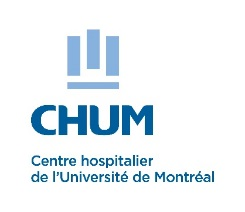 CHUM
Centre hospitalier
de l'Université de Montréal